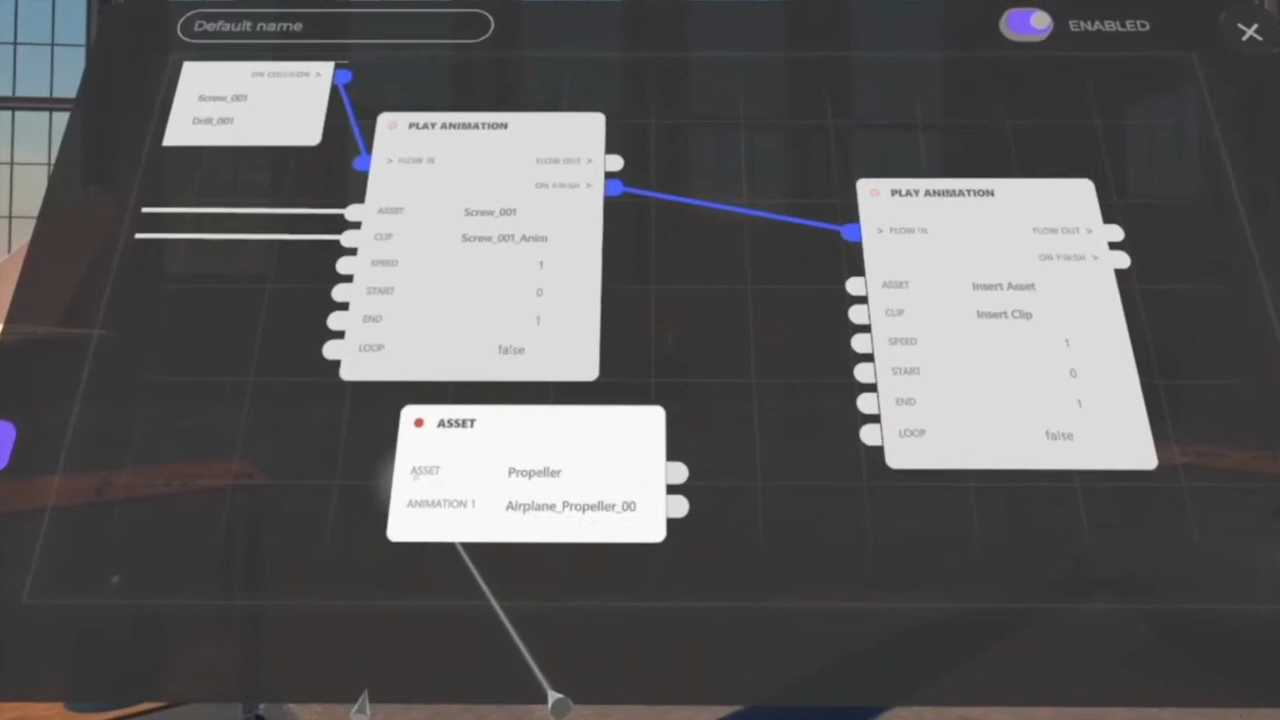 Default name
ENABLED
ON COLLISION >
Screw_001
Drill_001
PLAY ANIMATION
> FLOW IN
FLOW OUT >
ON FINISH >
ASSET Screw_001
CLIP Screw_001_Anim
SPEED 1
START 0
END 1
LOOP false
PLAY ANIMATION
> FLOW IN
FLOW OUT >
ON FINISH >
ASSET Insert Asset
CLIP Insert Clip
SPEED 1
START 0
END 1
LOOP false
ASSET
ASSET Propeller
ANIMATION 1 Airplane_Propeller_00